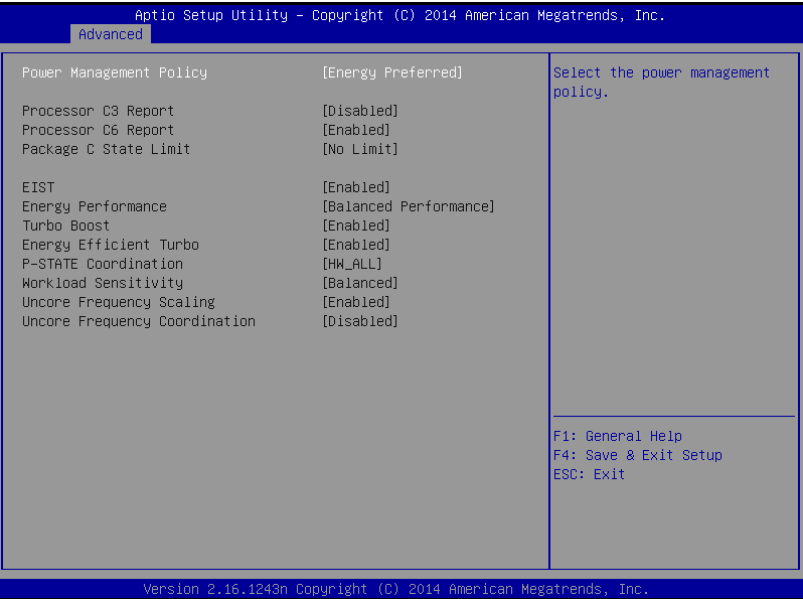 Aptio Setup Utility – Copyright (C) 2014 American Megatrends, Inc.
Advanced
Power Management Policy [Energy Preferred]
Processor C3 Report [Disabled]
Processor C6 Report [Enabled]
Package C State Limit [No Limit]
EIST [Enabled]
Energy Performance [Balanced Performance]
Turbo Boost [Enabled]
Energy Efficient Turbo [Enabled]
P-STATE Coordination [HW_ALL]
Workload Sensitivity [Balanced]
Uncore Frequency Scaling [Enabled]
Uncore Frequency Coordination [Disabled]
Select the power management
policy.
F1: General Help
F4: Save & Exit Setup
ESC: Exit
Version 2.16.1243n Copyright (C) 2014 American Megatrends, Inc.